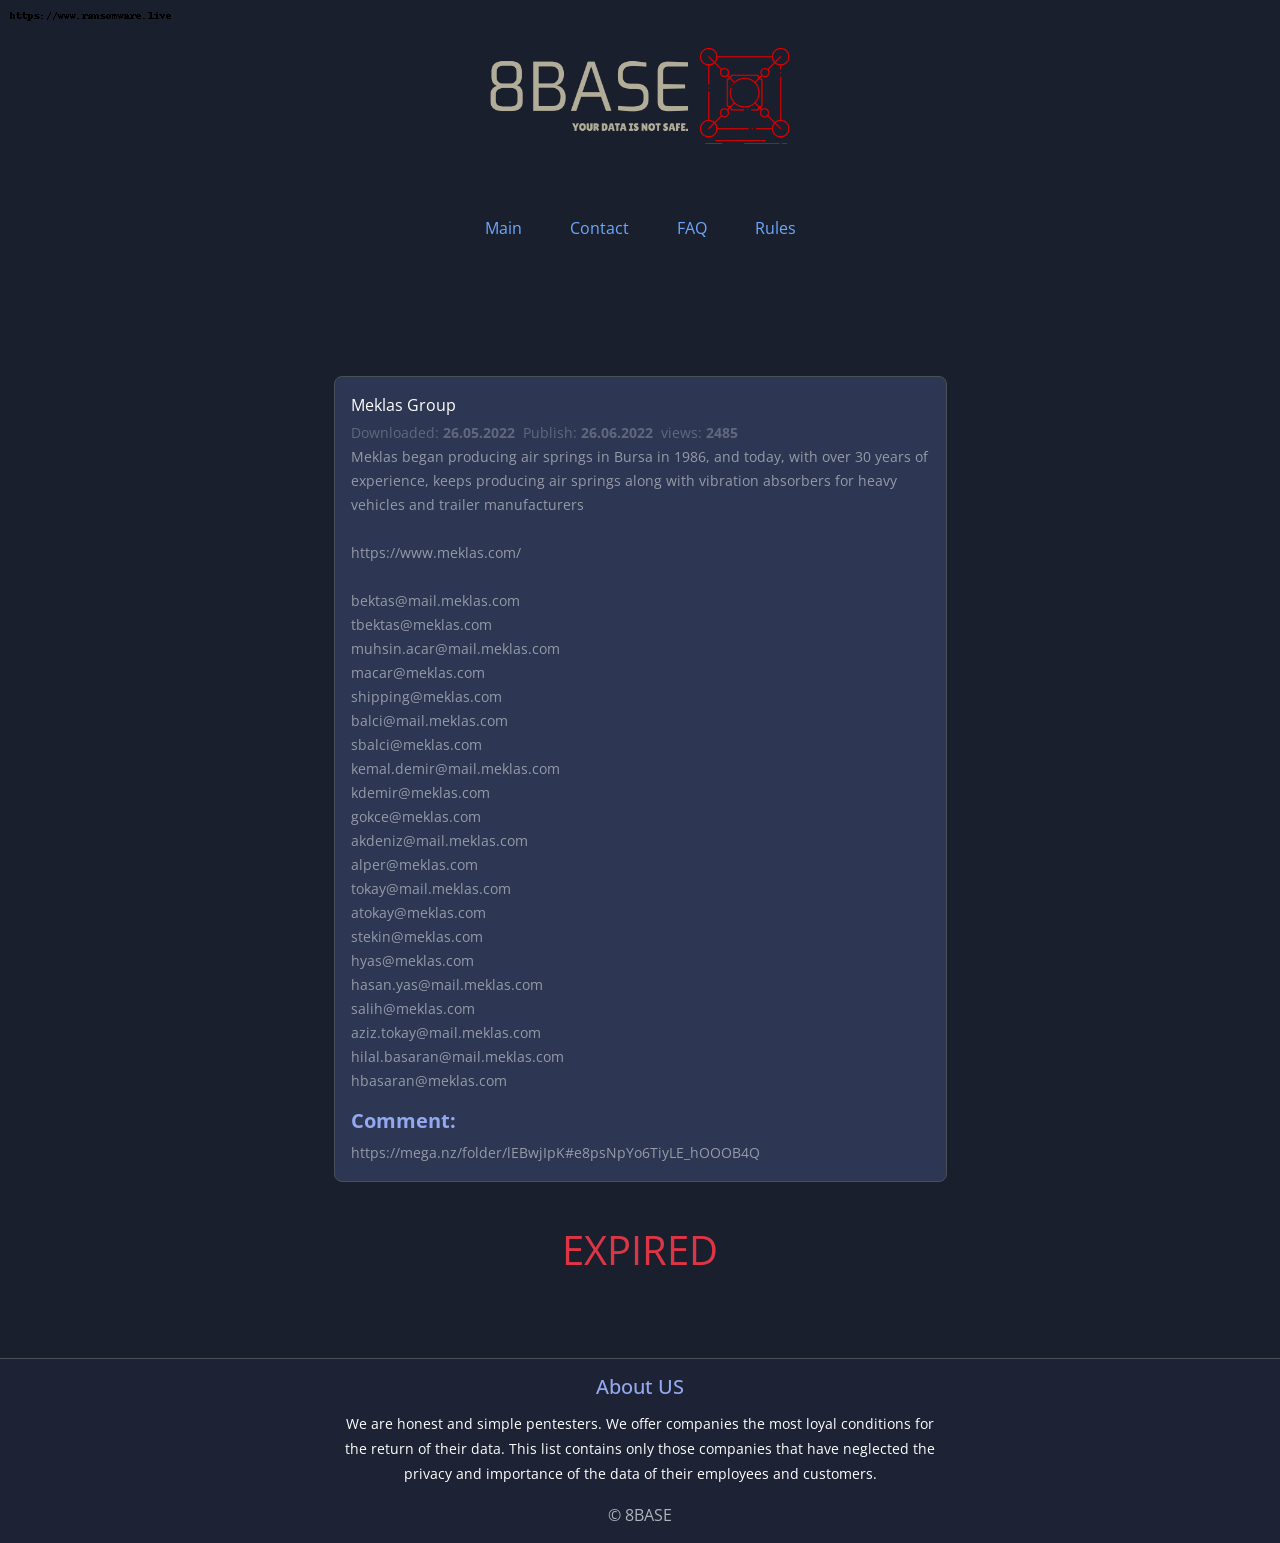 https://www.ransomware.live
8BASE
YOUR DATA IS NOT SAFE.
Main Contact FAQ Rules
Meklas Group
Downloaded: 26.05.2022 Publish: 26.06.2022 views: 2485
Meklas began producing air springs in Bursa in 1986, and today, with over 30 years of
experience, keeps producing air springs along with vibration absorbers for heavy
vehicles and trailer manufacturers
https://www.meklas.com/
bektas@mail.meklas.com
tbektas@meklas.com
muhsin.acar@mail.meklas.com
macar@meklas.com
shipping@meklas.com
balci@mail.meklas.com
sbalci@meklas.com
kemal.demir@mail.meklas.com
kdemir@meklas.com
gokce@meklas.com
akdeniz@mail.meklas.com
alper@meklas.com
tokay@mail.meklas.com
atokay@meklas.com
stekin@meklas.com
hyas@meklas.com
hasan.yas@mail.meklas.com
salih@meklas.com
aziz.tokay@mail.meklas.com
hilal.basaran@mail.meklas.com
hbasaran@meklas.com
Comment:
https://mega.nz/folder/lEBwjIpK#e8psNpYo6TiyLE_hOOOB4Q
EXPIRED
About US
We are honest and simple pentesters. We offer companies the most loyal conditions for
the return of their data. This list contains only those companies that have neglected the
privacy and importance of the data of their employees and customers.
© 8BASE